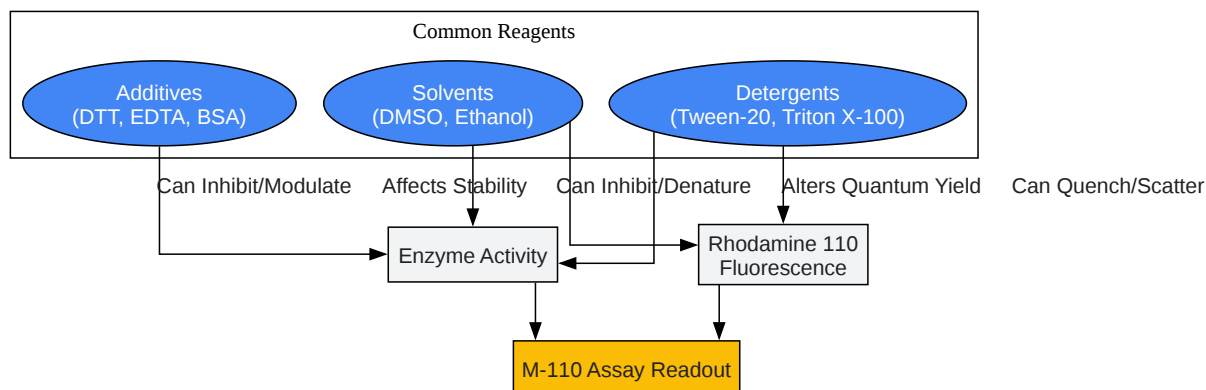 Common Reagents
Additives
(DTT, EDTA, BSA)
Solvents
(DMSO, Ethanol)
Detergents
(Tween-20, Triton X-100)
Can Inhibit/Modulate
Affects Stability
Can Inhibit/Denature
Alters Quantum Yield
Can Quench/Scatter
Enzyme Activity
Rhodamine 110
Fluorescence
M-110 Assay Readout